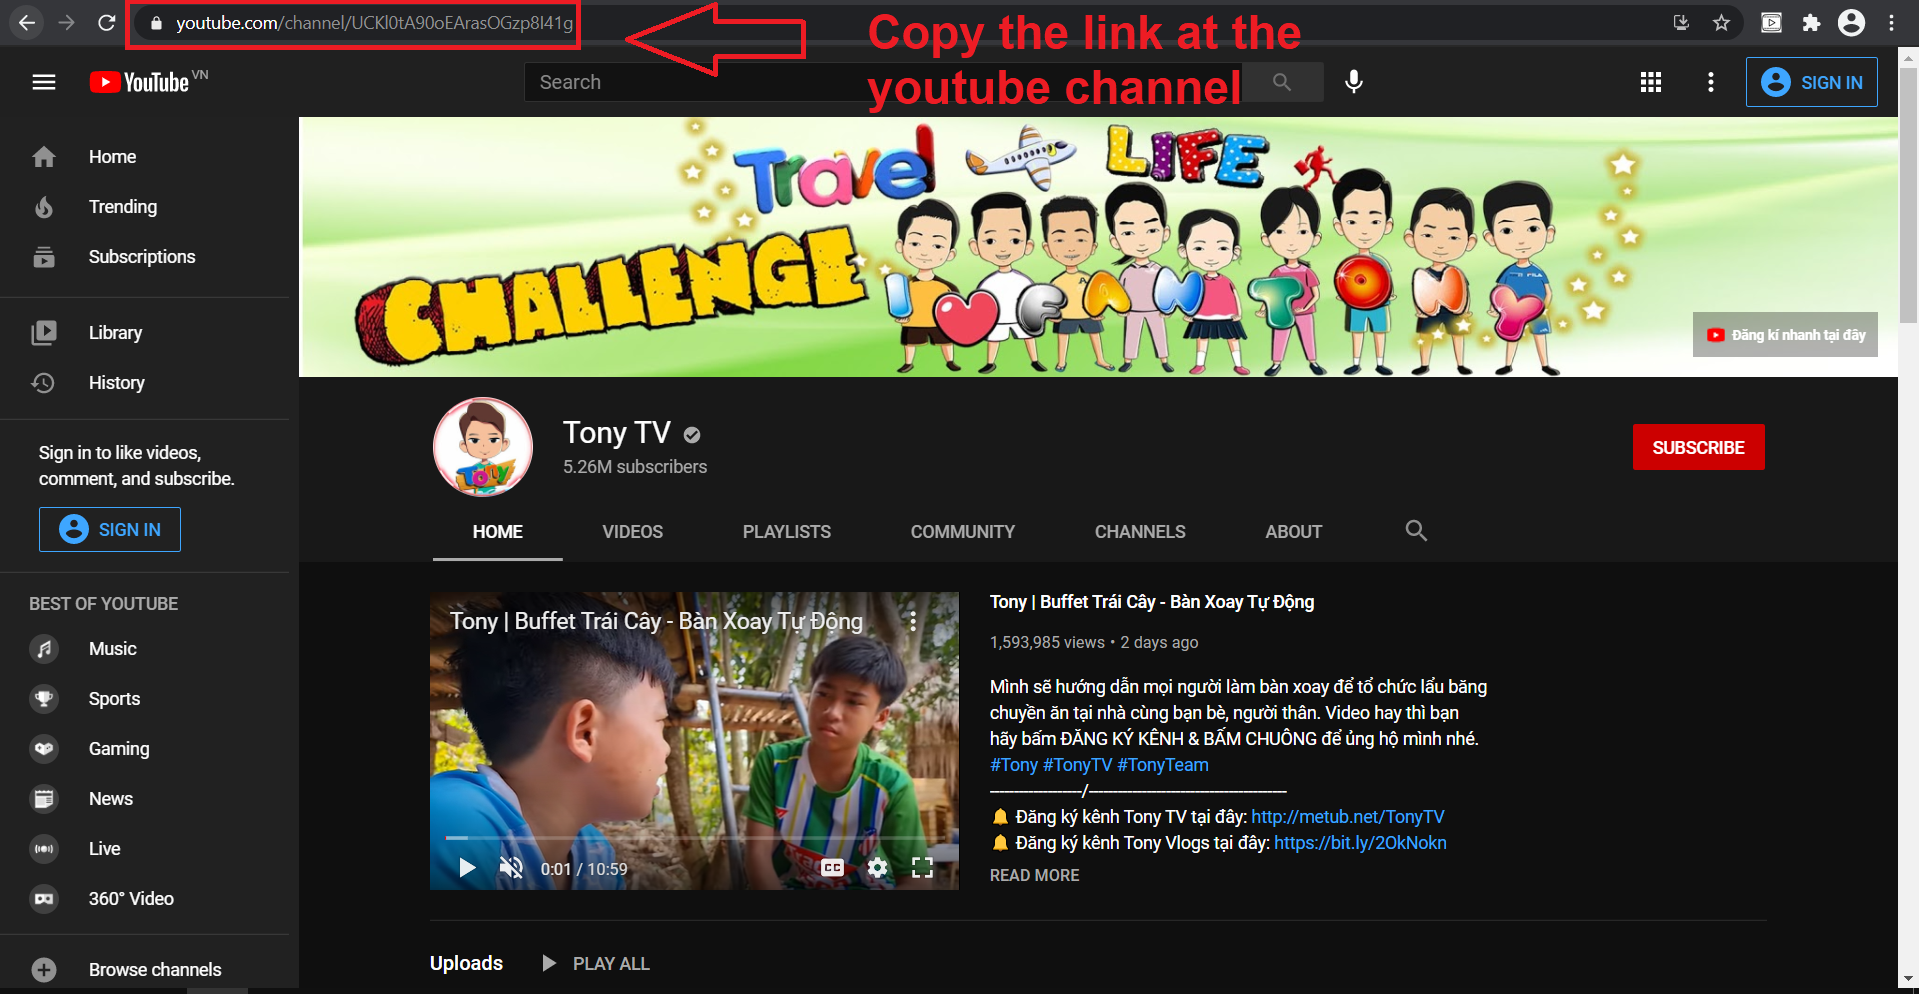 youtube.com/channel/UCKl0tA90oEArasOGzp8I41g
Copy the link at the
youtube channel
YouTube VN
Search
SIGN IN
Home
Trending
Subscriptions
Library
History
Sign in to like videos,
comment, and subscribe.
SIGN IN
BEST OF YOUTUBE
Music
Sports
Gaming
News
Live
360° Video
Browse channels
Travel LIFE
CHALLENGE
I FAN TONY
Đăng kí nhanh tại đây
TONY
Tony TV
5.26M subscribers
SUBSCRIBE
HOME VIDEOS PLAYLISTS COMMUNITY CHANNELS ABOUT
Tony | Buffet Trái Cây - Bàn Xoay Tự Động
0:01 / 10:59
CC
Tony | Buffet Trái Cây - Bàn Xoay Tự Động
1,593,985 views • 2 days ago
Mình sẽ hướng dẫn mọi người làm bàn xoay để tổ chức lẩu băng
chuyền ăn tại nhà cùng bạn bè, người thân. Video hay thì bạn
hãy bấm ĐĂNG KÝ KÊNH & BẤM CHUÔNG để ủng hộ mình nhé.
#Tony #TonyTV #TonyTeam
-------------------/-----------------------------------------
🔔 Đăng ký kênh Tony TV tại đây: http://metub.net/TonyTV
🔔 Đăng ký kênh Tony Vlogs tại đây: https://bit.ly/2OkNokn
READ MORE
Uploads PLAY ALL